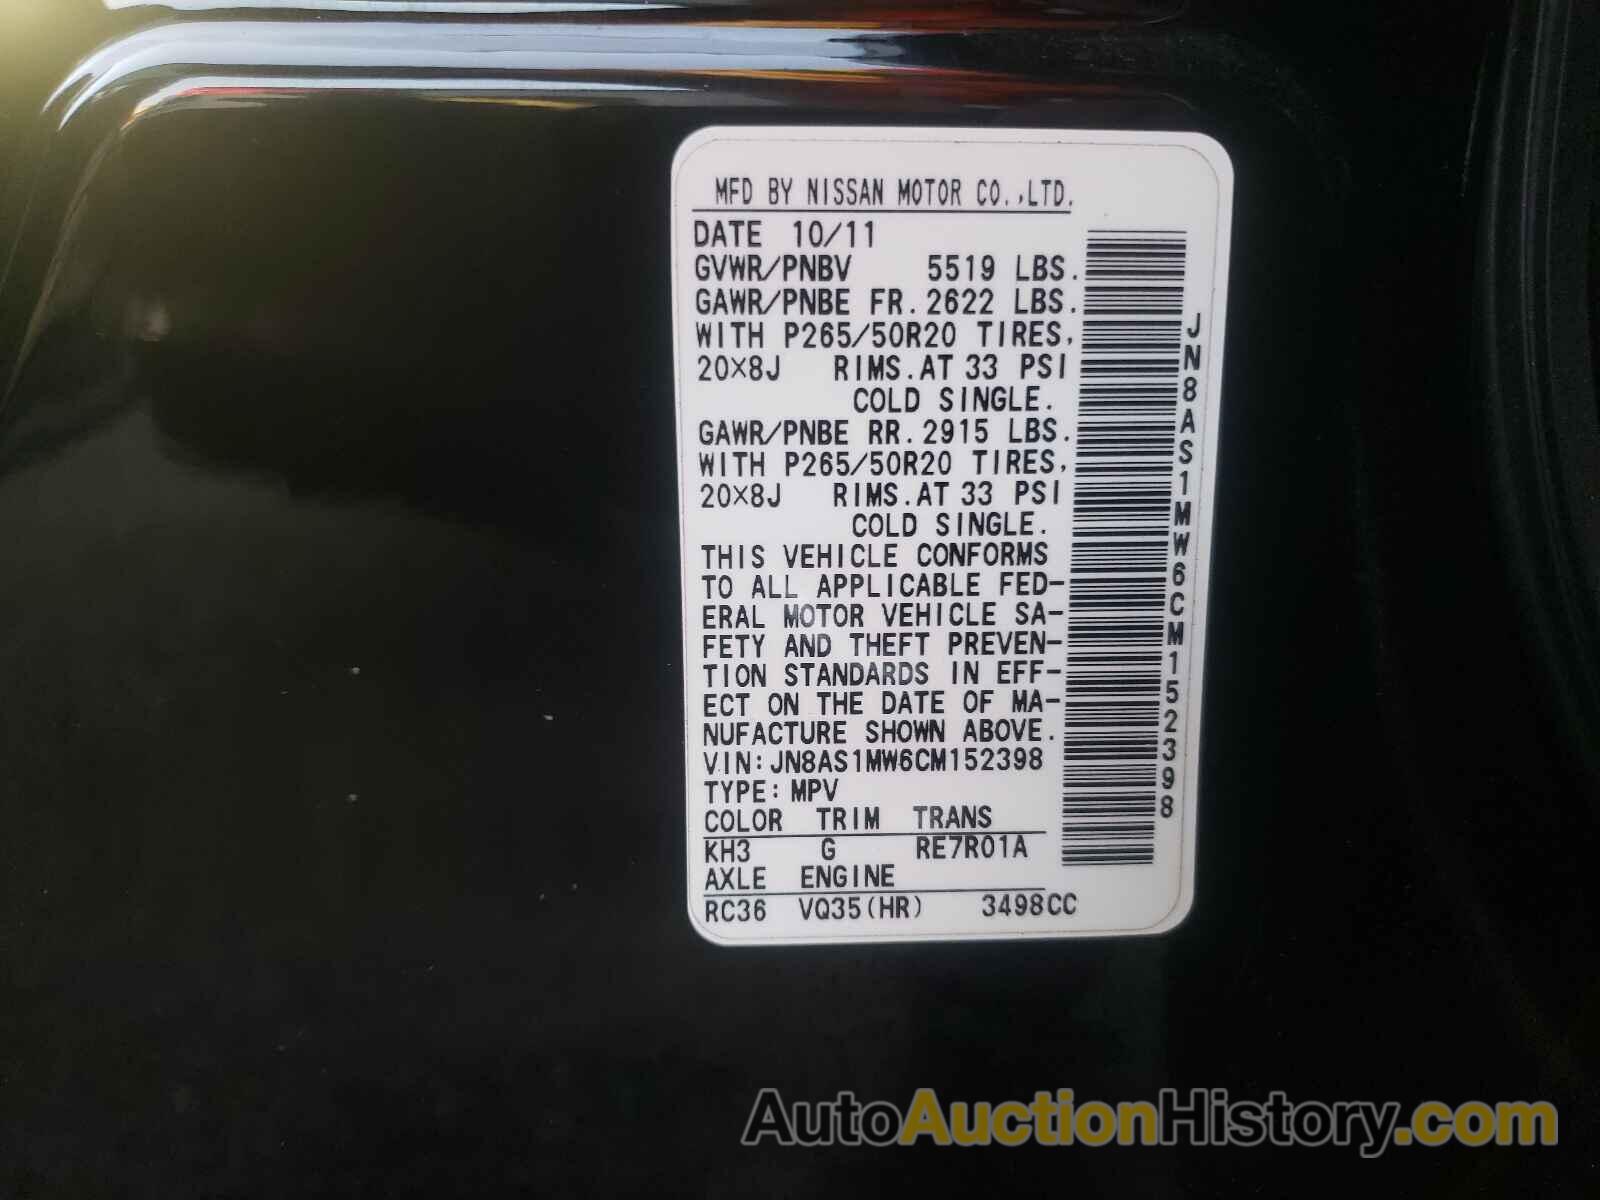 MFD BY NISSAN MOTOR CO.,LTD.
DATE 10/11
GVWR/PNBV 5519 LBS.
GAWR/PNBE FR.2622 LBS.
WITH P265/50R20 TIRES,
20×8J RIMS.AT 33 PSI
COLD SINGLE.
GAWR/PNBE RR.2915 LBS.
WITH P265/50R20 TIRES,
20×8J RIMS.AT 33 PSI
COLD SINGLE.
THIS VEHICLE CONFORMS
TO ALL APPLICABLE FED-
ERAL MOTOR VEHICLE SA-
FETY AND THEFT PREVEN-
TION STANDARDS IN EFF-
ECT ON THE DATE OF MA-
NUFACTURE SHOWN ABOVE.
VIN:JN8AS1MW6CM152398
TYPE:MPV
COLOR TRIM TRANS
KH3 G RE7R01A
AXLE ENGINE
RC36 VQ35(HR) 3498CC
JN8AS1MW6CM152398
AutoAuctionHistory.com